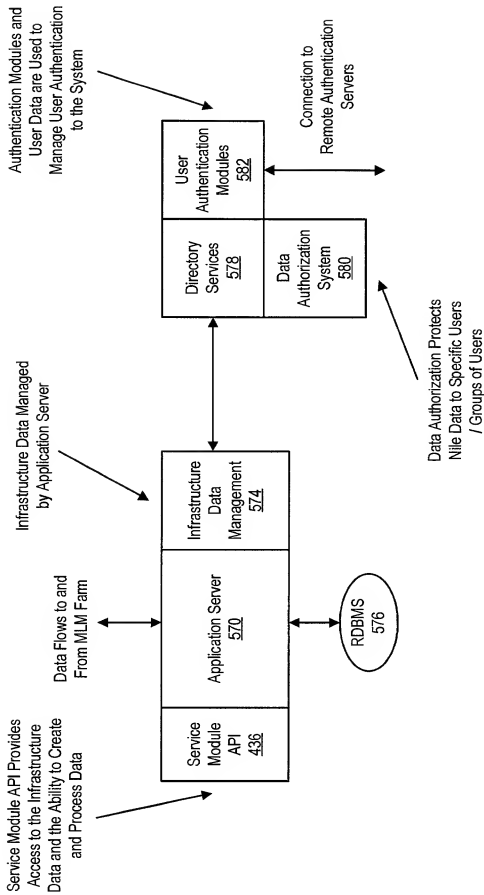 Service Module API Provides
Access to the Infrastructure
Data and the Ability to Create
and Process Data
Data Flows to and
From MLM Farm
Infrastructure Data Managed
by Application Server
Authentication Modules and
User Data are Used to
Manage User Authentication
to the System
Service
Module
API
436
Application Server
570
Infrastructure
Data
Management
574
Directory
Services
578
User
Authentication
Modules
582
Data
Authorization
System
580
RDBMS
576
Connection to
Remote Authentication
Servers
Data Authorization Protects
Nile Data to Specific Users
/ Groups of Users